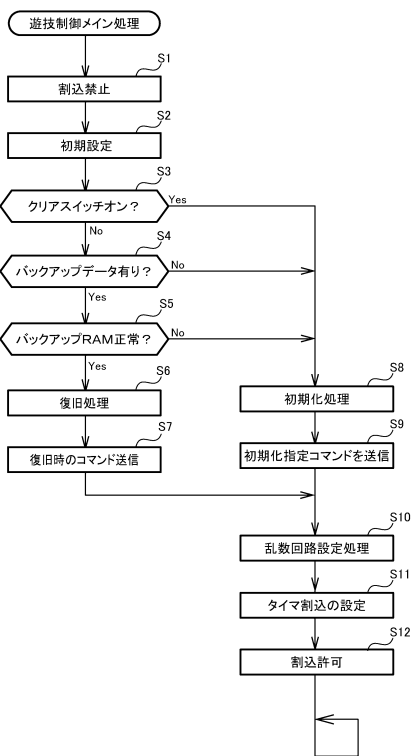 遊技制御メイン処理
S1
割込禁止
S2
初期設定
S3
クリアスイッチオン？
Yes
No
S4
バックアップデータ有り？
No
Yes
S5
バックアップRAM正常？
No
Yes
S6
復旧処理
S7
復旧時のコマンド送信
S8
初期化処理
S9
初期化指定コマンドを送信
S10
乱数回路設定処理
S11
タイマ割込の設定
S12
割込許可